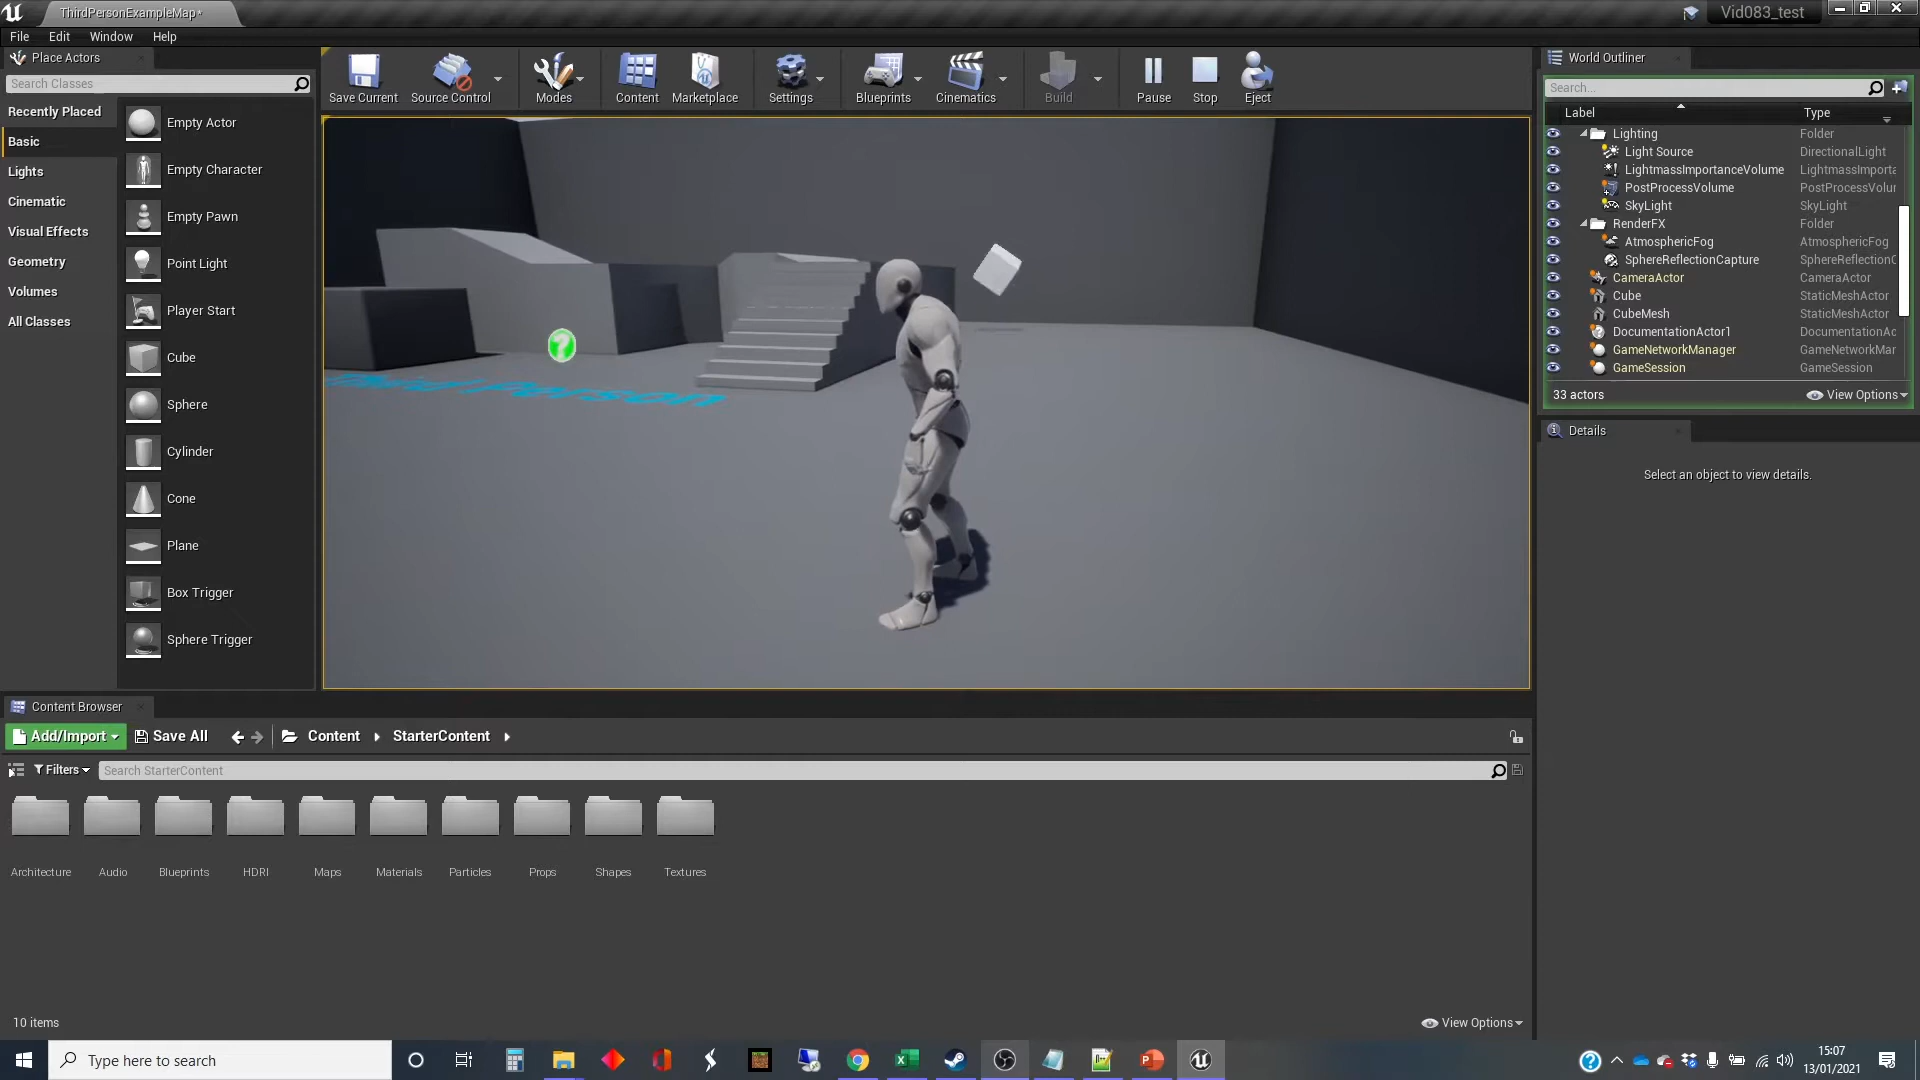 ThirdPersonExampleMap*
Vid083_test
File Edit Window Help
Place Actors
Search Classes
Recently Placed
Basic
Lights
Cinematic
Visual Effects
Geometry
Volumes
All Classes
Empty Actor
Empty Character
Empty Pawn
Point Light
Player Start
Cube
Sphere
Cylinder
Cone
Plane
Box Trigger
Sphere Trigger
Save Current
Source Control
Modes
Content
Marketplace
Settings
Blueprints
Cinematics
Build
Pause
Stop
Eject
World Outliner
Search...
Label Type
Lighting Folder
Light Source DirectionalLight
LightmassImportanceVolume LightmassImporta
PostProcessVolume PostProcessVolur
SkyLight SkyLight
RenderFX Folder
AtmosphericFog AtmosphericFog
SphereReflectionCapture SphereReflectionC
CameraActor CameraActor
Cube StaticMeshActor
CubeMesh StaticMeshActor
DocumentationActor1 DocumentationAc
GameNetworkManager GameNetworkMar
GameSession GameSession
33 actors View Options
Details
Select an object to view details.
Third Person
?
Content Browser
Add/Import Save All Content StarterContent
Filters Search StarterContent
Architecture Audio Blueprints HDRI Maps Materials Particles Props Shapes Textures
10 items View Options
Type here to search
15:07
13/01/2021